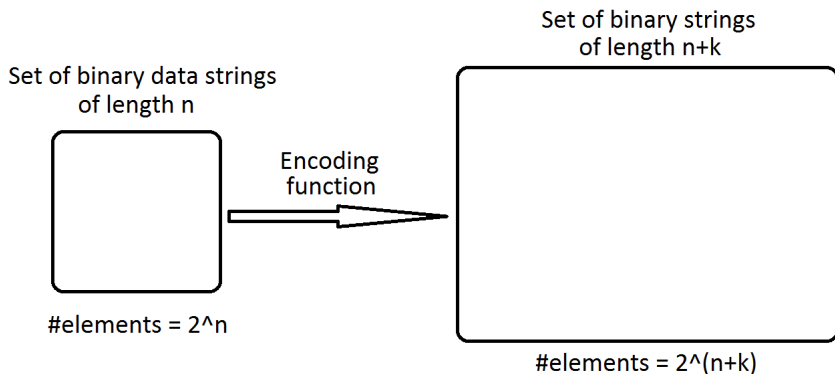 Set of binary data strings
of length n
#elements = 2^n
Encoding
function
Set of binary strings
of length n+k
#elements = 2^(n+k)